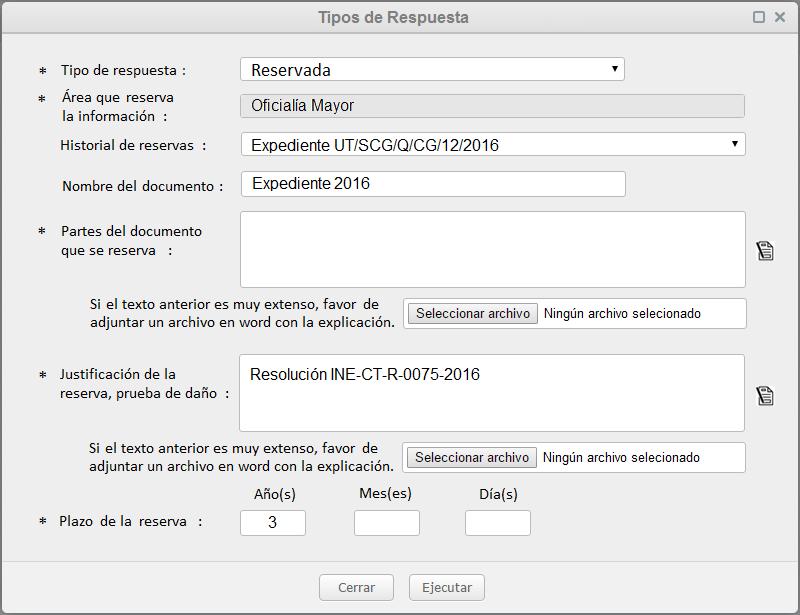 Tipos de Respuesta
* Tipo de respuesta : Reservada
* Área que reserva
la información : Oficialía Mayor
Historial de reservas : Expediente UT/SCG/Q/CG/12/2016
Nombre del documento : Expediente 2016
* Partes del documento
que se reserva :
Si el texto anterior es muy extenso, favor de
adjuntar un archivo en word con la explicación. Seleccionar archivo Ningún archivo selecionado
* Justificación de la
reserva, prueba de daño : Resolución INE-CT-R-0075-2016
Si el texto anterior es muy extenso, favor de
adjuntar un archivo en word con la explicación. Seleccionar archivo Ningún archivo selecionado
Año(s) Mes(es) Día(s)
* Plazo de la reserva : 3
Cerrar Ejecutar